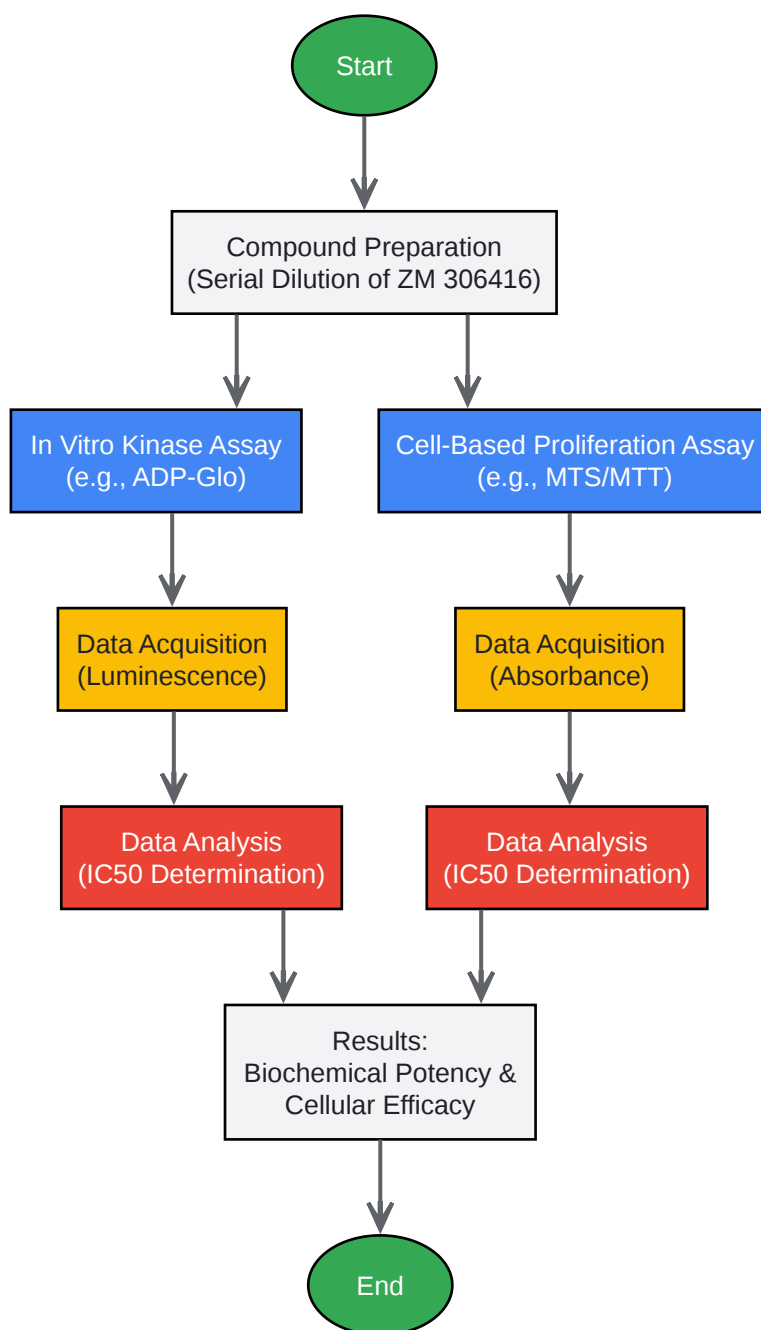 Start
Compound Preparation
(Serial Dilution of ZM 306416)
In Vitro Kinase Assay
(e.g., ADP-Glo)
Cell-Based Proliferation Assay
(e.g., MTS/MTT)
Data Acquisition
(Luminescence)
Data Acquisition
(Absorbance)
Data Analysis
(IC50 Determination)
Data Analysis
(IC50 Determination)
Results:
Biochemical Potency &
Cellular Efficacy
End